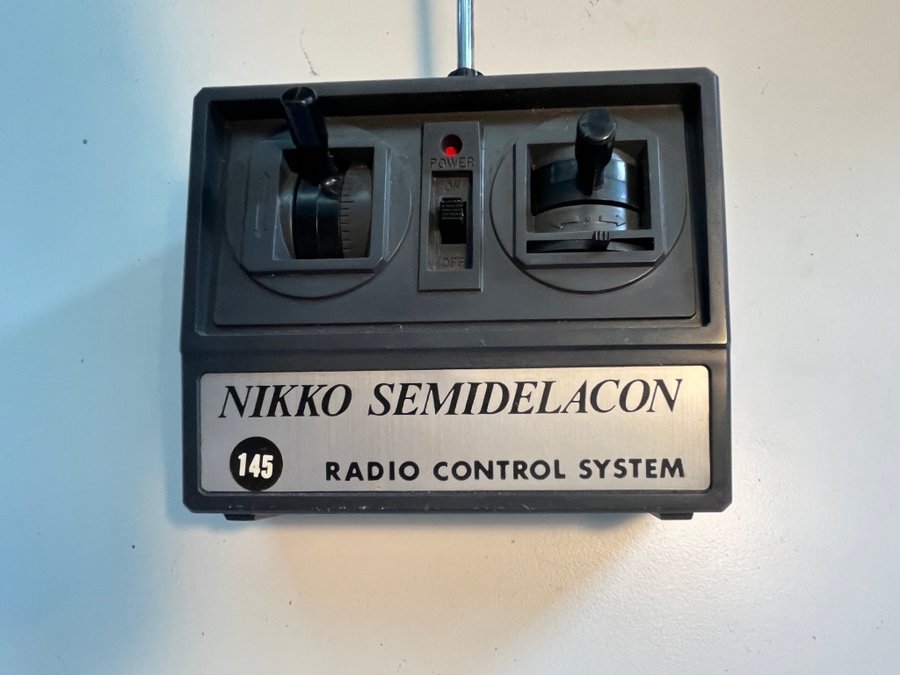 POWER
ON
OFF
NIKKO SEMIDELACON
145
RADIO CONTROL SYSTEM